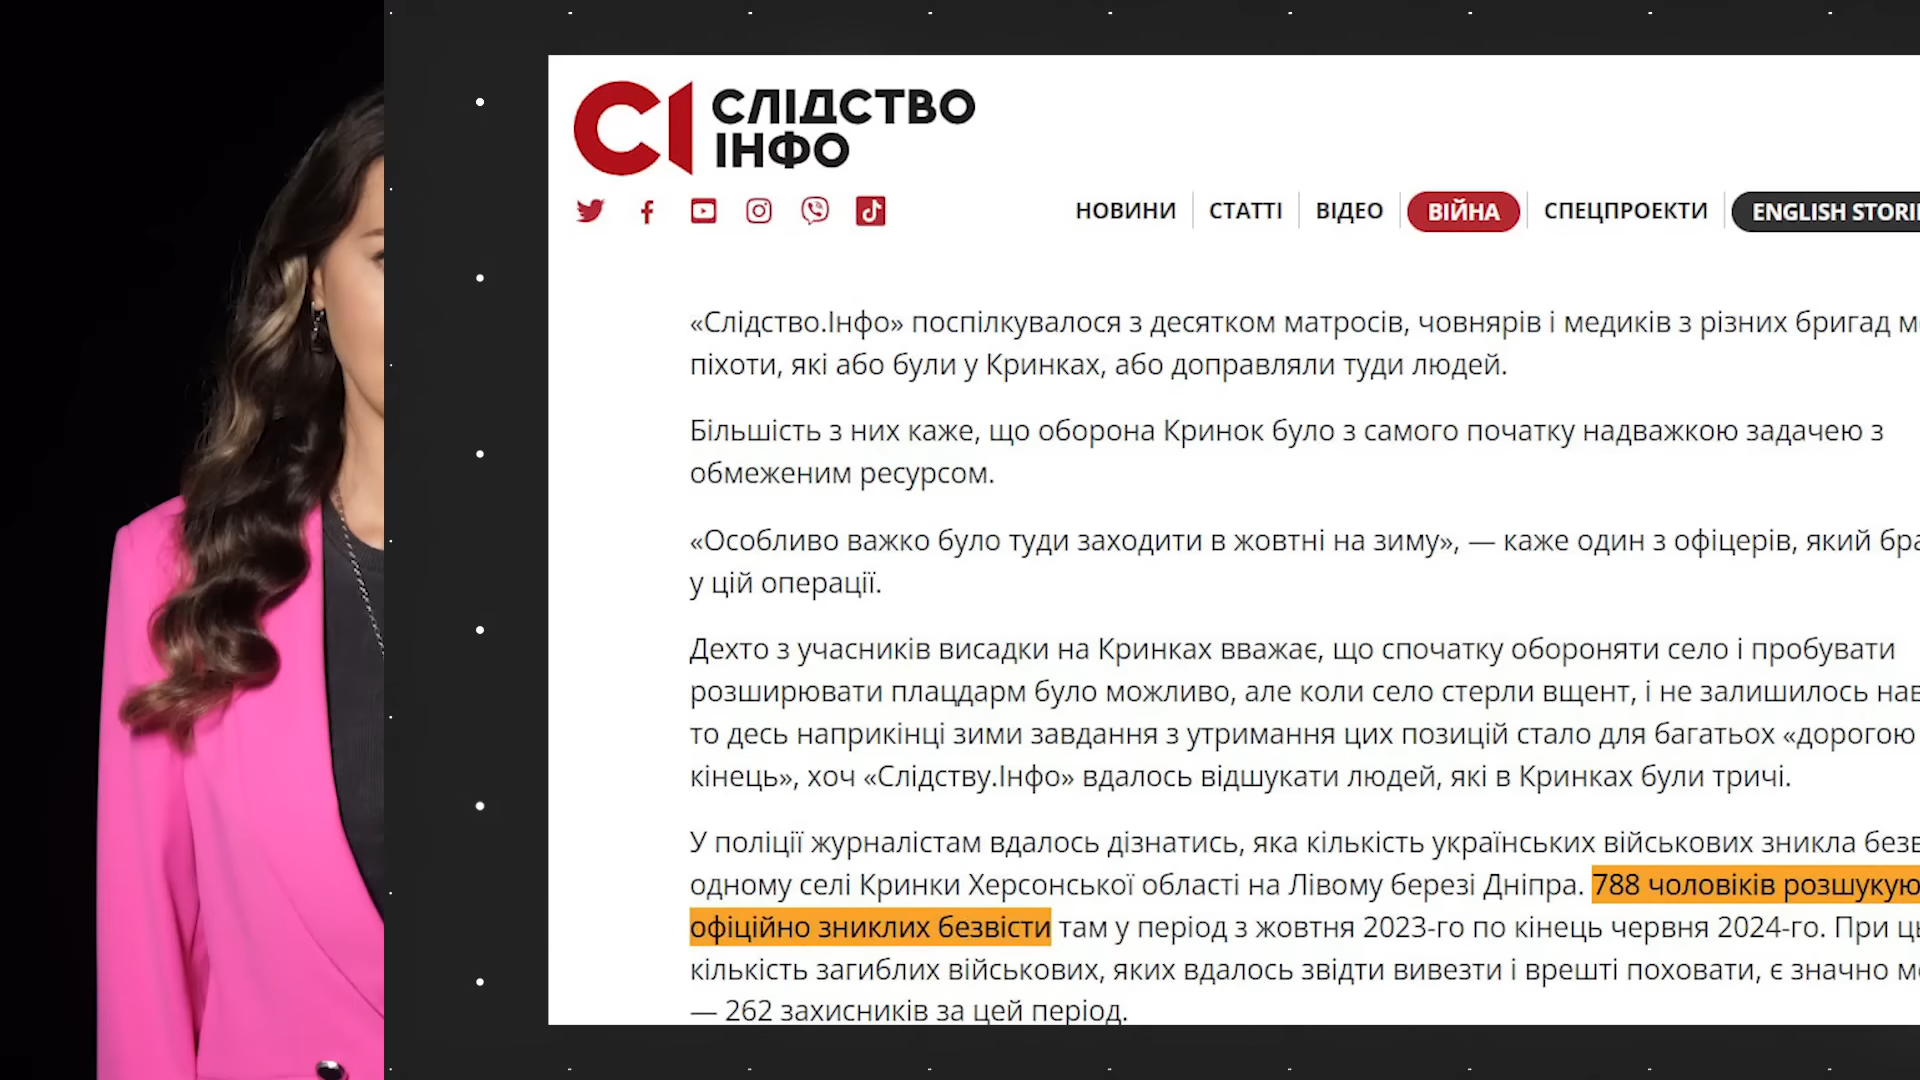 СЛІДСТВО
ІНФО
НОВИНИ СТАТТІ ВІДЕО ВІЙНА СПЕЦПРОЕКТИ ENGLISH
«Слідство.Інфо» поспілкувалося з десятком матросів, човнярів і медиків з різних бригад
піхоти, які або були у Кринках, або доправляли туди людей.
Більшість з них каже, що оборона Кринок було з самого початку надважкою задачею з
обмеженим ресурсом.
«Особливо важко було туди заходити в жовтні на зиму», — каже один з офіцерів, який
у цій операції.
Дехто з учасників висадки на Кринках вважає, що спочатку обороняти село і пробувати
розширювати плацдарм було можливо, але коли село стерли вщент, і не залишилось
то десь наприкінці зими завдання з утримання цих позицій стало для багатьох «дорогою
кінець», хоч «Слідству.Інфо» вдалось відшукати людей, які в Кринках були тричі.
У поліції журналістам вдалось дізнатись, яка кількість українських військових зникла
одному селі Кринки Херсонської області на Лівому березі Дніпра. 788 чоловіків
офіційно зниклих безвісти там у період з жовтня 2023-го по кінець червня 2024-го. При
кількість загиблих військових, яких вдалось звідти вивезти і врешті поховати, є значно
— 262 захисників за цей період.